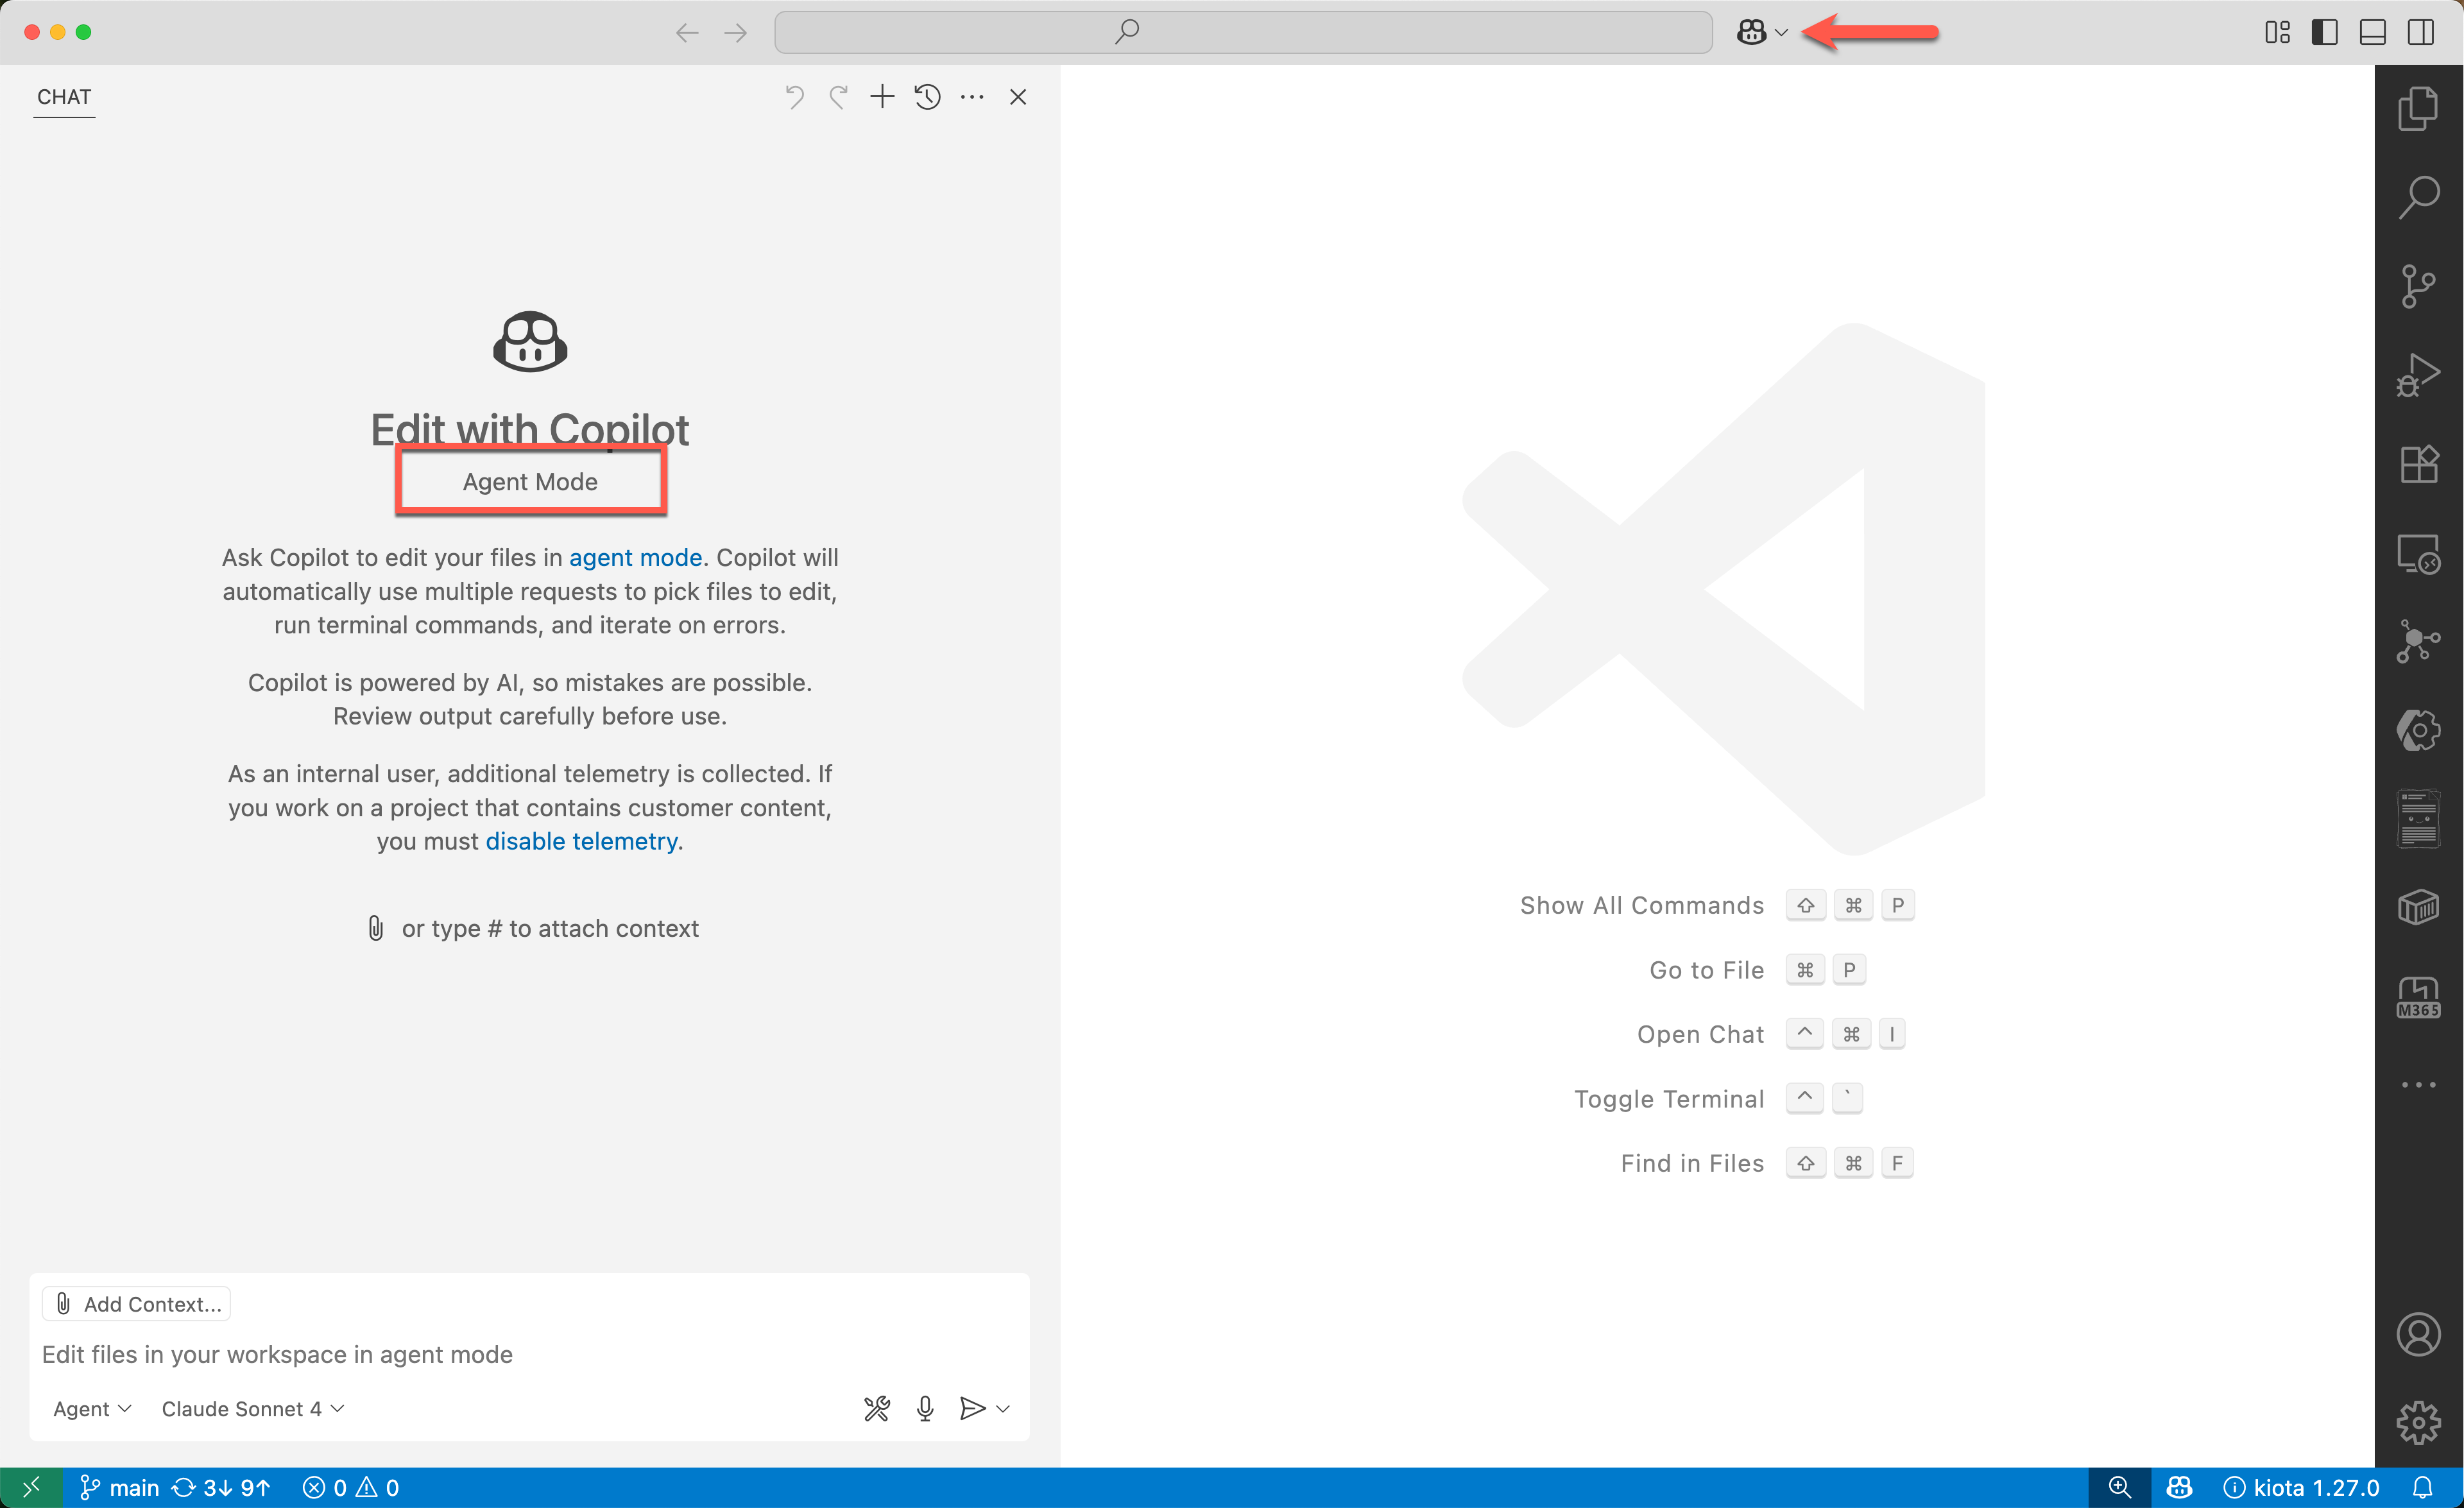 CHAT
Edit with Copilot
Agent Mode
Ask Copilot to edit your files in agent mode. Copilot will
automatically use multiple requests to pick files to edit,
run terminal commands, and iterate on errors.
Copilot is powered by AI, so mistakes are possible.
Review output carefully before use.
As an internal user, additional telemetry is collected. If
you work on a project that contains customer content,
you must disable telemetry.
or type # to attach context
Add Context...
Edit files in your workspace in agent mode
Agent Claude Sonnet 4
Show All Commands ⇧ ⌘ P
Go to File ⌘ P
Open Chat ^ ⌘ I
Toggle Terminal ^ `
Find in Files ⇧ ⌘ F
M365
main 3↓ 9↑ 0 0
kiota 1.27.0